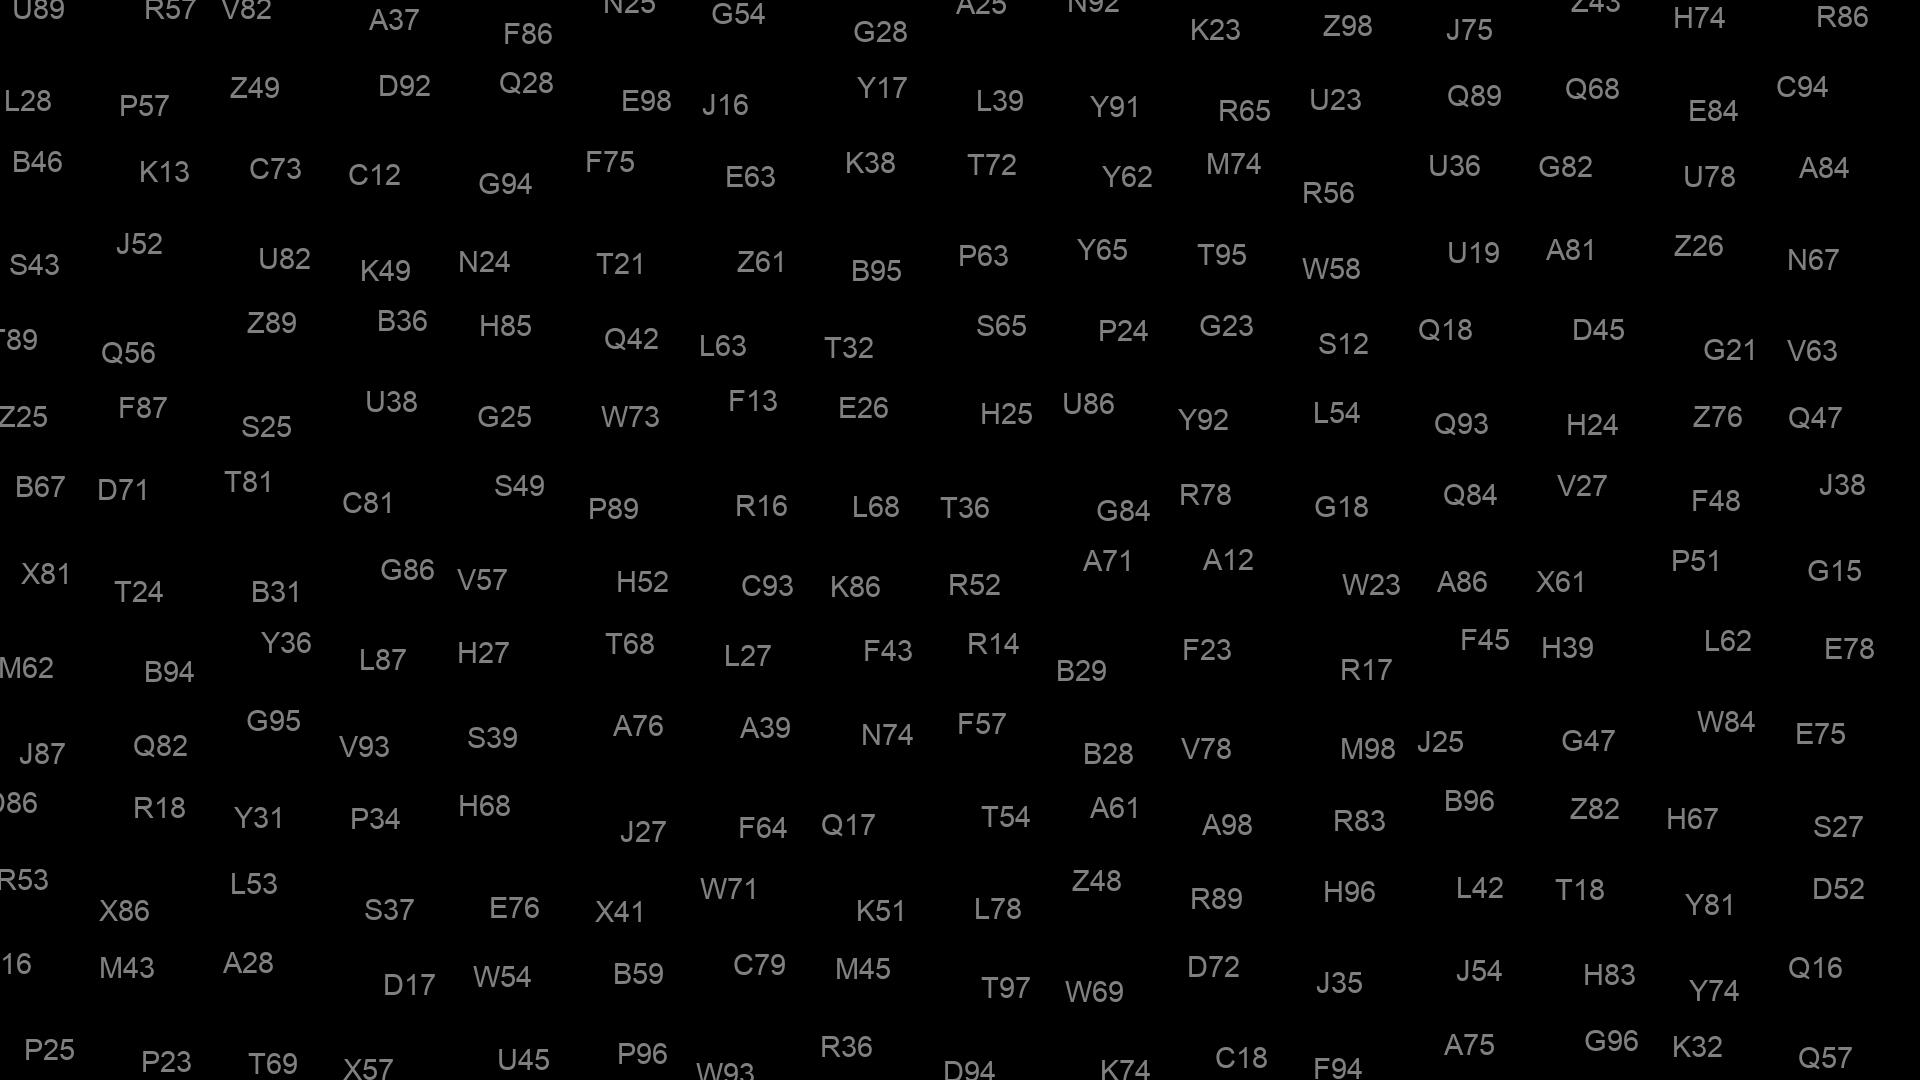 U89 R57 V82 A37 F86 N25 G54 G28 A25 N92 K23 Z98 J75 Z43 H74 R86
L28 P57 Z49 D92 Q28 E98 J16 Y17 L39 Y91 R65 U23 Q89 Q68 E84 C94
B46 K13 C73 C12 G94 F75 E63 K38 T72 Y62 M74 R56 U36 G82 U78 A84
S43 J52 U82 K49 N24 T21 Z61 B95 P63 Y65 T95 W58 U19 A81 Z26 N67
T89 Q56 Z89 B36 H85 Q42 L63 T32 S65 P24 G23 S12 Q18 D45 G21 V63
Z25 F87 S25 U38 G25 W73 F13 E26 H25 U86 Y92 L54 Q93 H24 Z76 Q47
B67 D71 T81 C81 S49 P89 R16 L68 T36 G84 R78 G18 Q84 V27 F48 J38
X81 T24 B31 G86 V57 H52 C93 K86 R52 A71 A12 W23 A86 X61 P51 G15
M62 B94 Y36 L87 H27 T68 L27 F43 R14 B29 F23 R17 F45 H39 L62 E78
J87 Q82 G95 V93 S39 A76 A39 N74 F57 B28 V78 M98 J25 G47 W84 E75
R18 Y31 P34 H68 J27 F64 Q17 T54 A61 A98 R83 B96 Z82 H67 S27
R53 X86 L53 S37 E76 X41 W71 K51 L78 Z48 R89 H96 L42 T18 Y81 D52
16 M43 A28 D17 W54 B59 C79 M45 T97 W69 D72 J35 J54 H83 Y74 Q16
P25 P23 T69 X57 U45 P96 W93 R36 D94 K74 C18 F94 A75 G96 K32 Q57